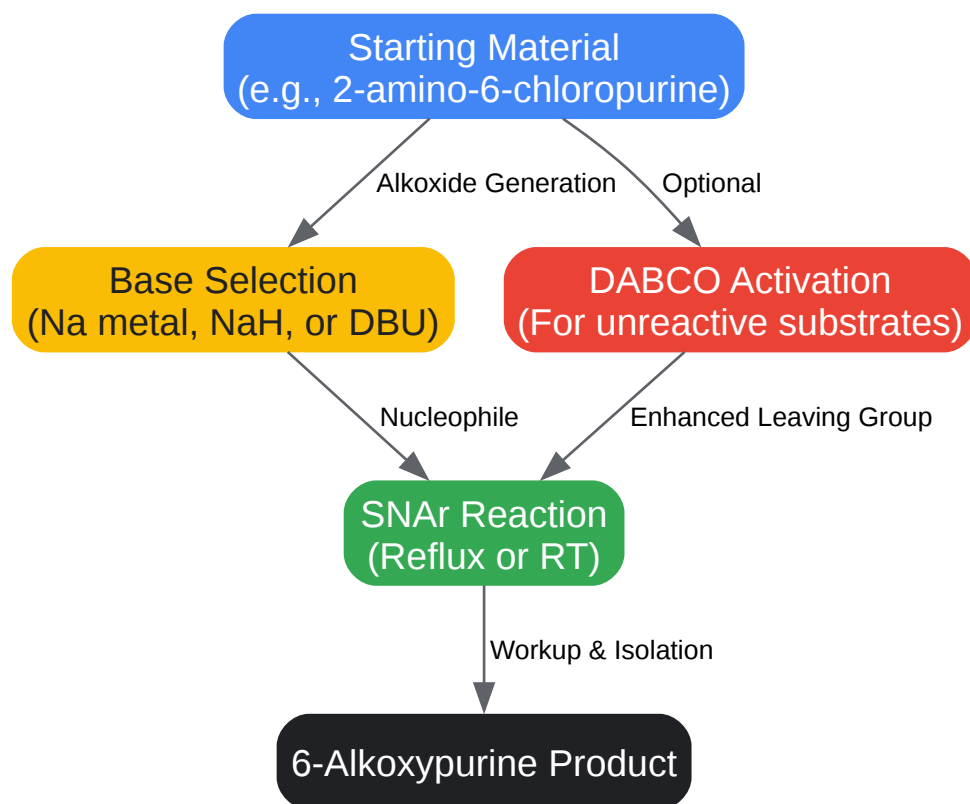 Starting Material
(e.g., 2-amino-6-chloropurine)
Alkoxide Generation
Optional
Base Selection
(Na metal, NaH, or DBU)
DABCO Activation
(For unreactive substrates)
Nucleophile
Enhanced Leaving Group
SNAr Reaction
(Reflux or RT)
Workup & Isolation
6-Alkoxypurine Product